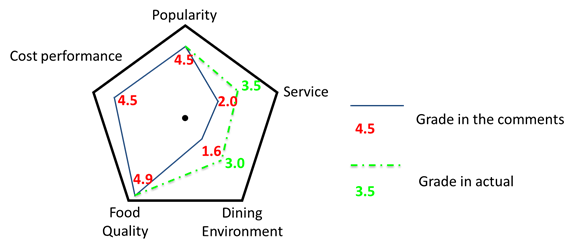 Popularity
Cost performance
4.5
3.5
Service
4.5
2.0
Grade in the comments
4.5
1.6
3.0
Grade in actual
4.9
3.5
Food
Quality
Dining
Environment